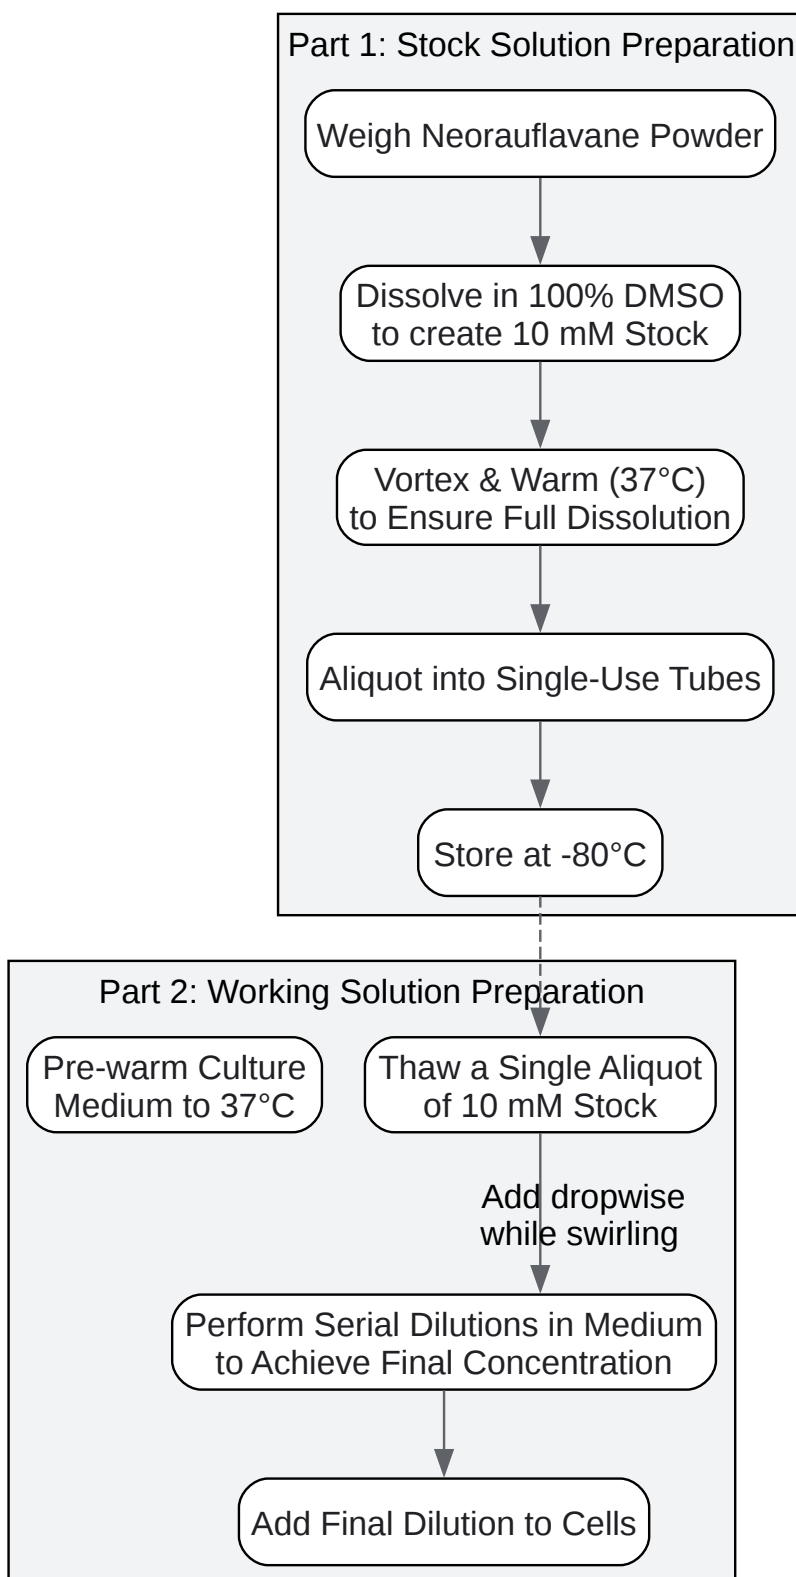 Part 1: Stock Solution Preparation
Weigh Neorauflavane Powder
Dissolve in 100% DMSO
to create 10 mM Stock
Vortex & Warm (37°C)
to Ensure Full Dissolution
Aliquot into Single-Use Tubes
Store at -80°C
Part 2: Working Solution Preparation
Pre-warm Culture
Medium to 37°C
Thaw a Single Aliquot
of 10 mM Stock
Add dropwise
while swirling
Perform Serial Dilutions in Medium
to Achieve Final Concentration
Add Final Dilution to Cells